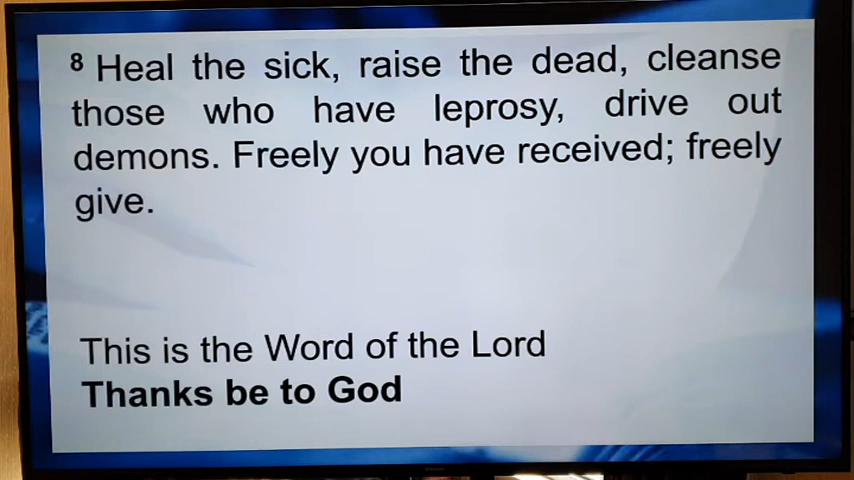 8 Heal the sick, raise the dead, cleanse
those who have leprosy, drive out
demons. Freely you have received; freely
give.
This is the Word of the Lord
Thanks be to God